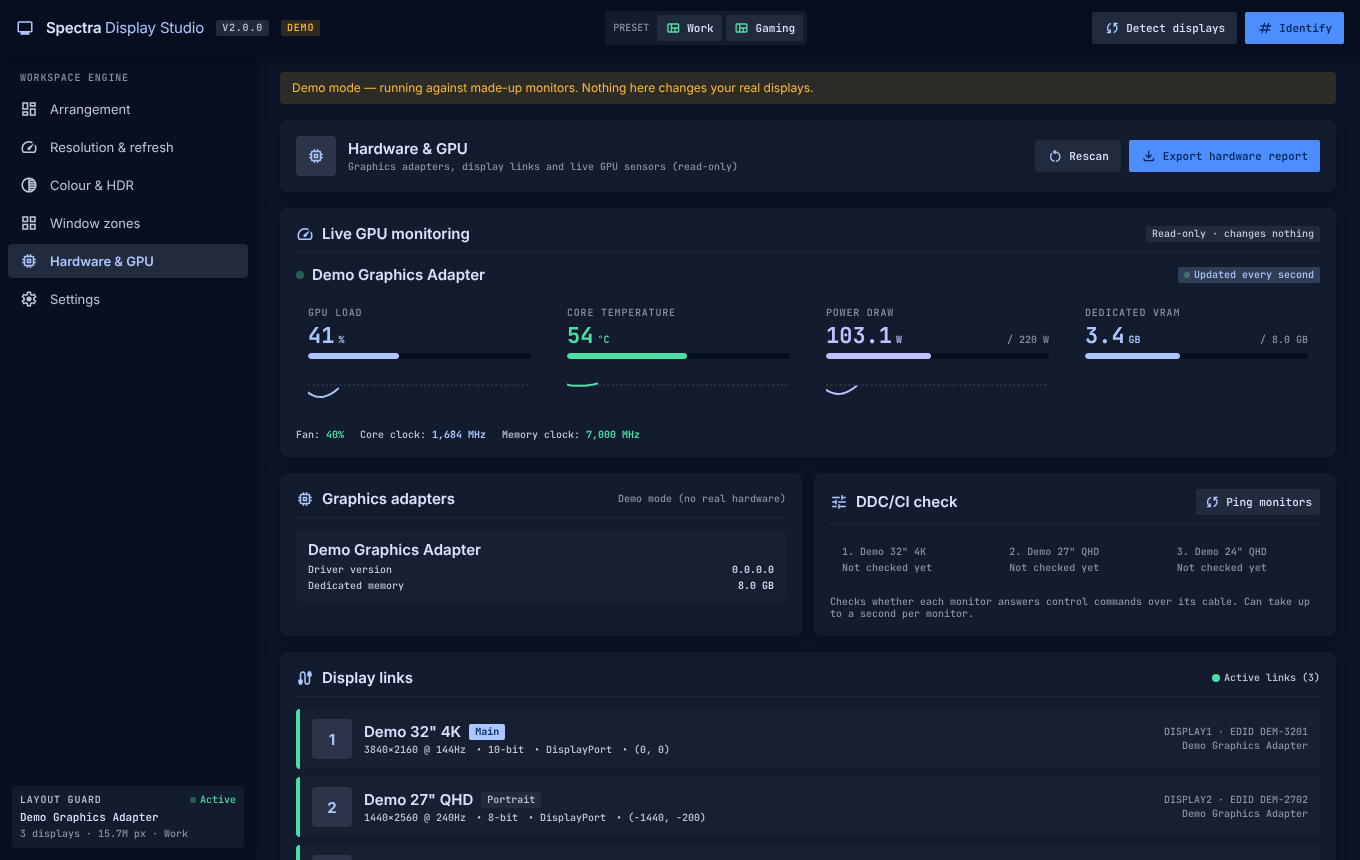 Spectra Display Studio V2.0.0 DEMO
PRESET Work Gaming
Detect displays Identify
WORKSPACE ENGINE
Arrangement
Resolution & refresh
Colour & HDR
Window zones
Hardware & GPU
Settings
LAYOUT GUARD Active
Demo Graphics Adapter
3 displays · 15.7M px · Work
Demo mode — running against made-up monitors. Nothing here changes your real displays.
Hardware & GPU
Graphics adapters, display links and live GPU sensors (read-only)
Rescan Export hardware report
Live GPU monitoring Read-only · changes nothing
Demo Graphics Adapter Updated every second
GPU LOAD
41 %
CORE TEMPERATURE
54 °C
POWER DRAW
103.1 W / 220 W
DEDICATED VRAM
3.4 GB / 8.0 GB
Fan: 40% Core clock: 1,684 MHz Memory clock: 7,000 MHz
Graphics adapters Demo mode (no real hardware)
Demo Graphics Adapter
Driver version 0.0.0.0
Dedicated memory 8.0 GB
DDC/CI check Ping monitors
1. Demo 32" 4K
Not checked yet
2. Demo 27" QHD
Not checked yet
3. Demo 24" QHD
Not checked yet
Checks whether each monitor answers control commands over its cable. Can take up
to a second per monitor.
Display links Active links (3)
1
Demo 32" 4K Main
3840×2160 @ 144Hz • 10-bit • DisplayPort • (0, 0)
DISPLAY1 · EDID DEM-3201
Demo Graphics Adapter
2
Demo 27" QHD Portrait
1440×2560 @ 240Hz • 8-bit • DisplayPort • (-1440, -200)
DISPLAY2 · EDID DEM-2702
Demo Graphics Adapter